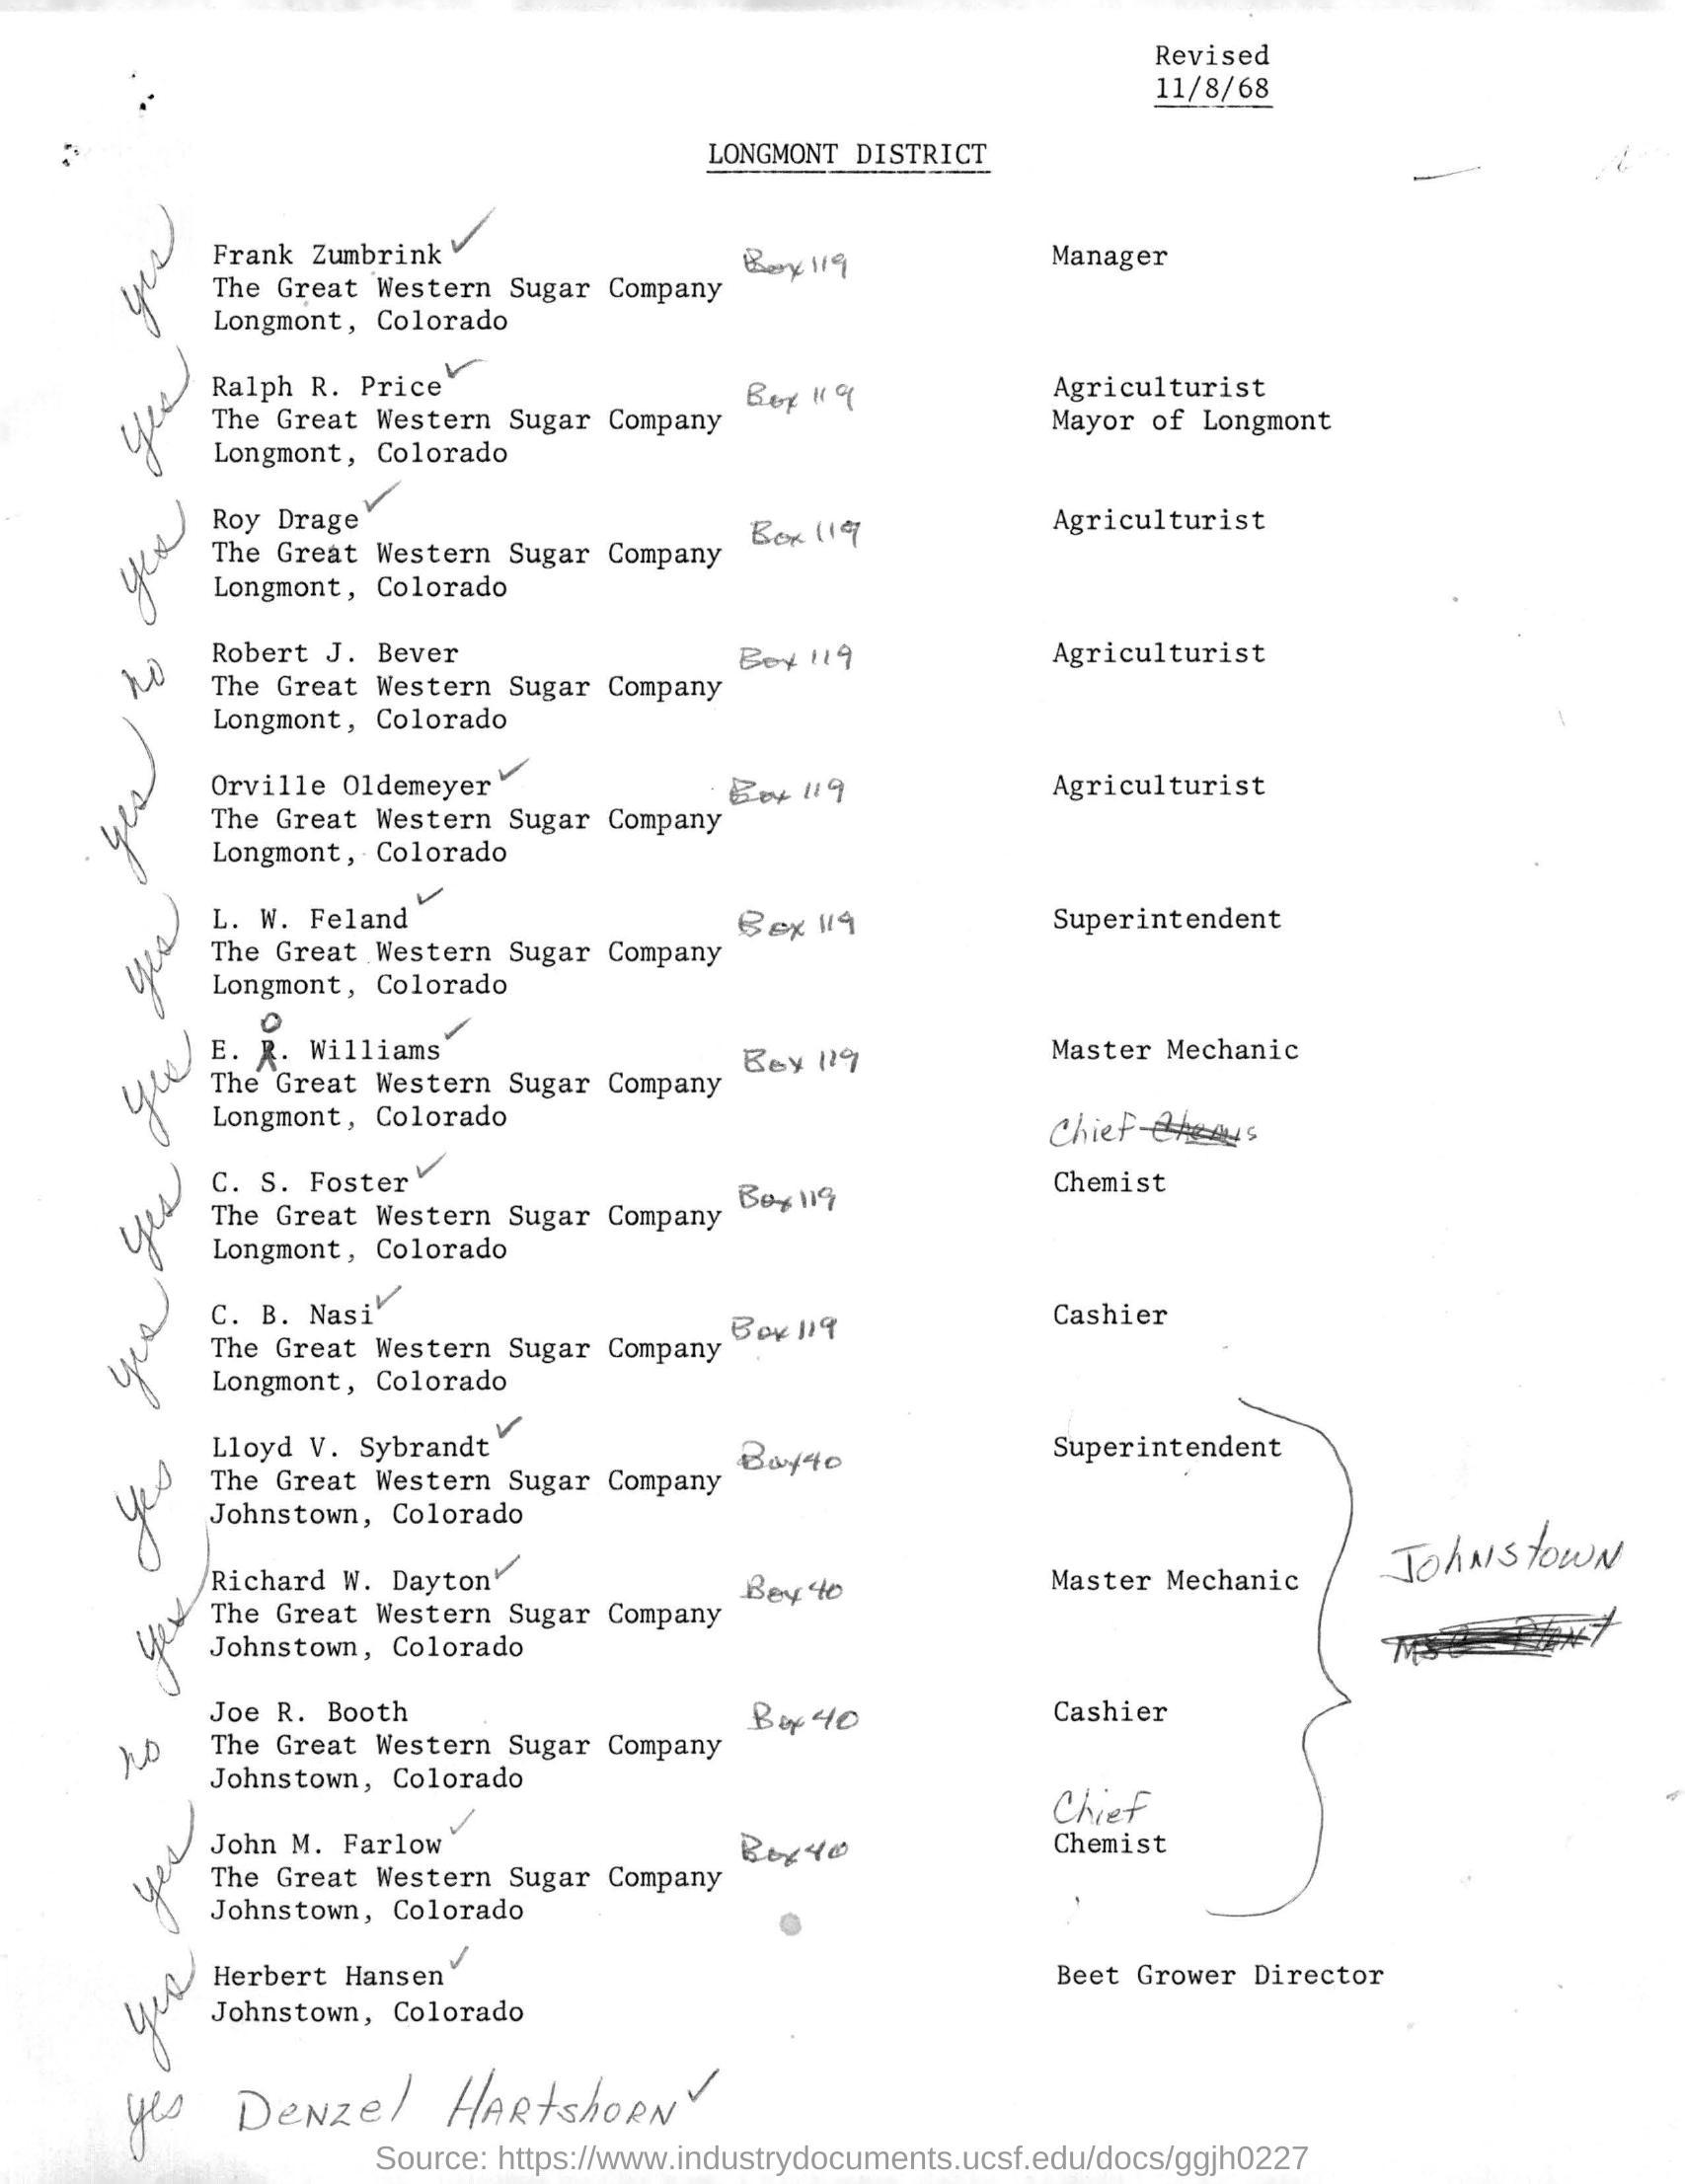 Revised
11/8/68
LONGMONT DISTRICT
yes Frank Zumbrink ✓ Box 119 Manager
The Great Western Sugar Company
Longmont, Colorado
yes Ralph R. Price ✓ Box 119 Agriculturist
The Great Western Sugar Company Mayor of Longmont
Longmont, Colorado
yes Roy Drage ✓ Box 119 Agriculturist
The Great Western Sugar Company
Longmont, Colorado
no Robert J. Bever Box 119 Agriculturist
The Great Western Sugar Company
Longmont, Colorado
yes Orville Oldemeyer ✓ Box 119 Agriculturist
The Great Western Sugar Company
Longmont, Colorado
yes L. W. Feland ✓ Box 119 Superintendent
The Great Western Sugar Company
Longmont, Colorado
O
yes E. R. Williams ✓ Box 119 Master Mechanic
The Great Western Sugar Company
Longmont, Colorado
Chief
yes C. S. Foster ✓ Box 119 Chemist
The Great Western Sugar Company
Longmont, Colorado
yes C. B. Nasi ✓ Box 119 Cashier
The Great Western Sugar Company
Longmont, Colorado
yes Lloyd V. Sybrandt ✓ Box 40 Superintendent
The Great Western Sugar Company
Johnstown, Colorado
Johnstown
yes Richard W. Dayton ✓ Box 40 Master Mechanic
The Great Western Sugar Company
Johnstown, Colorado
no Joe R. Booth Box 40 Cashier
The Great Western Sugar Company
Johnstown, Colorado
Chief
yes John M. Farlow ✓ Box 40 Chemist
The Great Western Sugar Company
Johnstown, Colorado
yes Herbert Hansen ✓ Beet Grower Director
Johnstown, Colorado
yes Denzel Hartshorn ✓
Source: https://www.industrydocuments.ucsf.edu/docs/ggjh0227